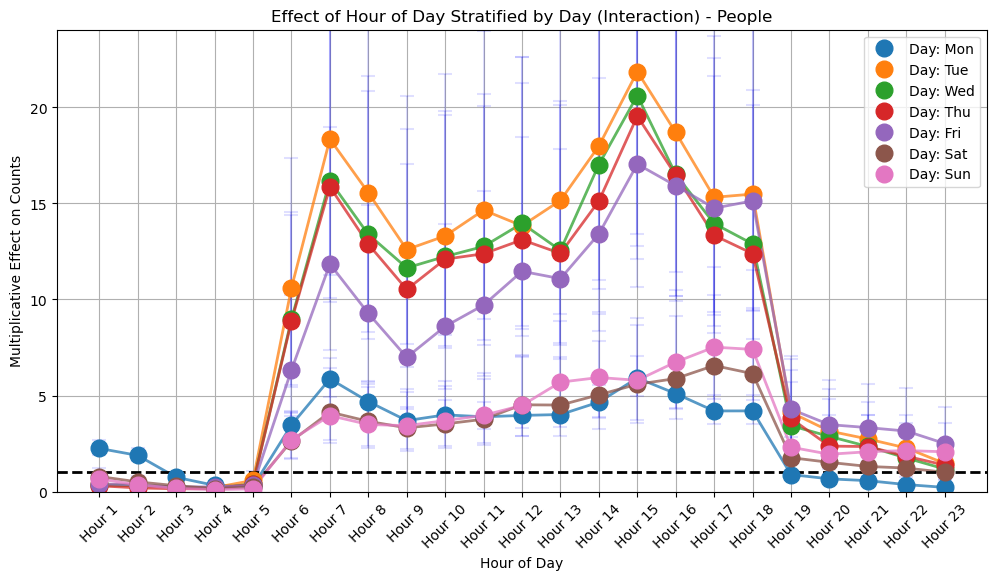 Effect of Hour of Day Stratified by Day (Interaction) - People
Multiplicative Effect on Counts
20
15
10
5
0
Day: Mon
Day: Tue
Day: Wed
Day: Thu
Day: Fri
Day: Sat
Day: Sun
Hour 1
Hour 2
Hour 3
Hour 4
Hour 5
Hour 6
Hour 7
Hour 8
Hour 9
Hour 10
Hour 11
Hour 12
Hour 13
Hour 14
Hour 15
Hour 16
Hour 17
Hour 18
Hour 19
Hour 20
Hour 21
Hour 22
Hour 23
Hour of Day